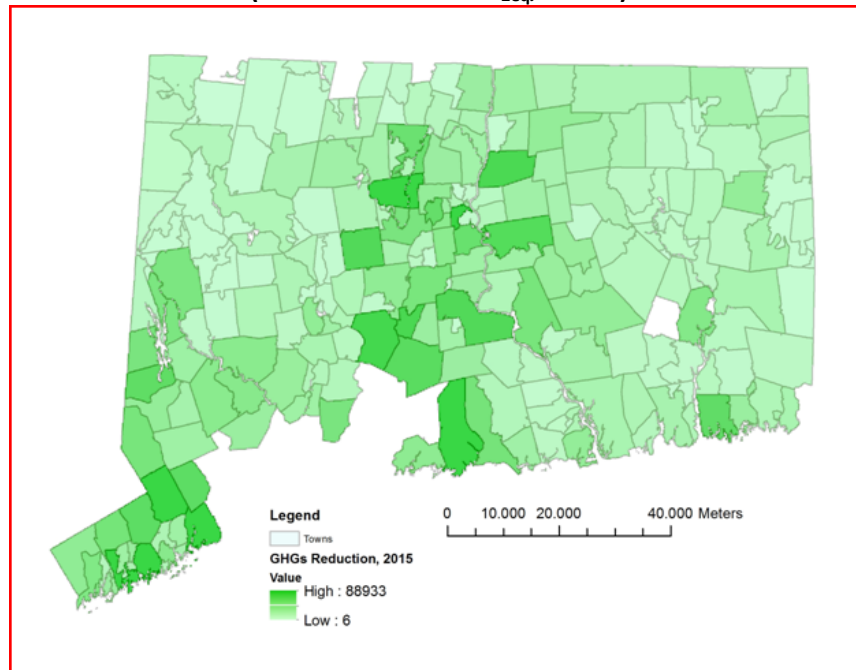 Legend
0 10.000 20.000 40.000 Meters
Towns
GHGs Reduction, 2015
Value
High : 88933
Low : 6